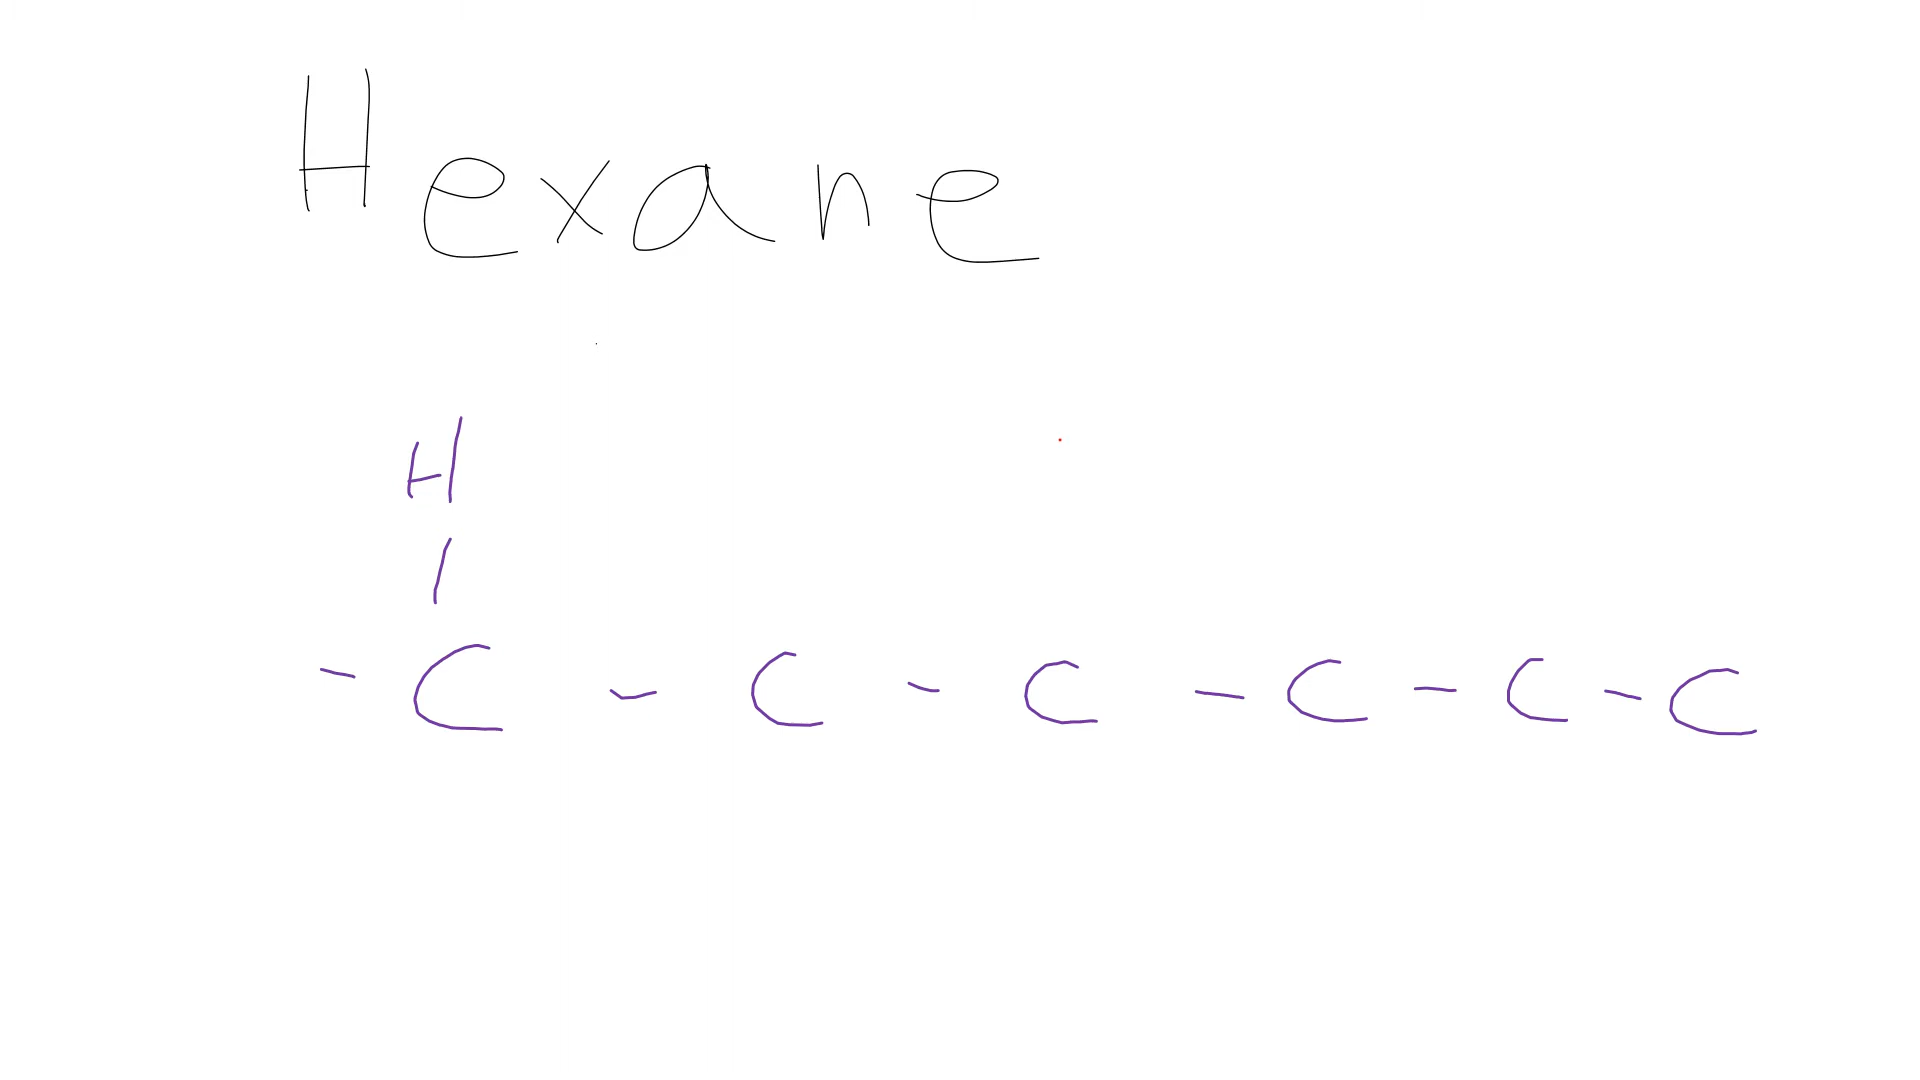 Hexane
H
|
- C - C - C - C - C - C